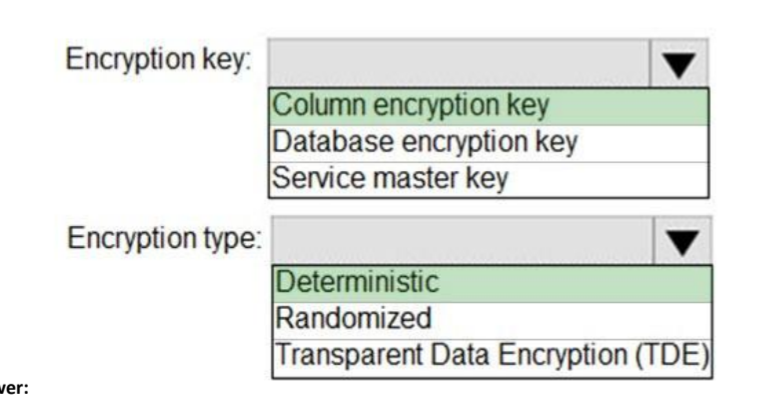 Encryption key:
Column encryption key
Database encryption key
Service master key
Encryption type:
Deterministic
Randomized
Transparent Data Encryption (TDE)
ver: